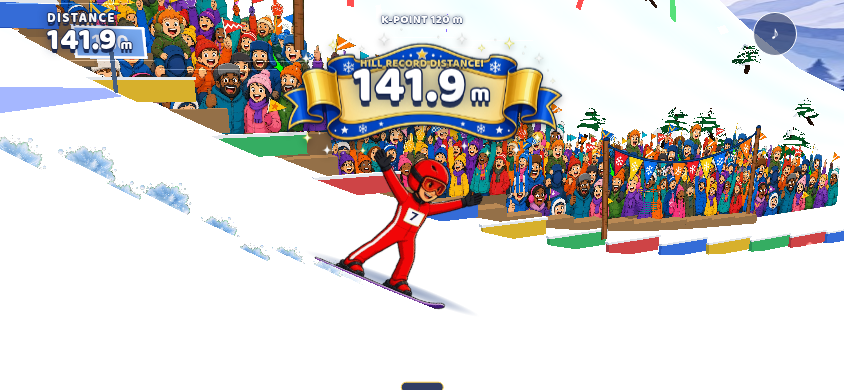 DISTANCE
141.9 m
K-POINT 120 m
HILL RECORD DISTANCE!
141.9 m
7